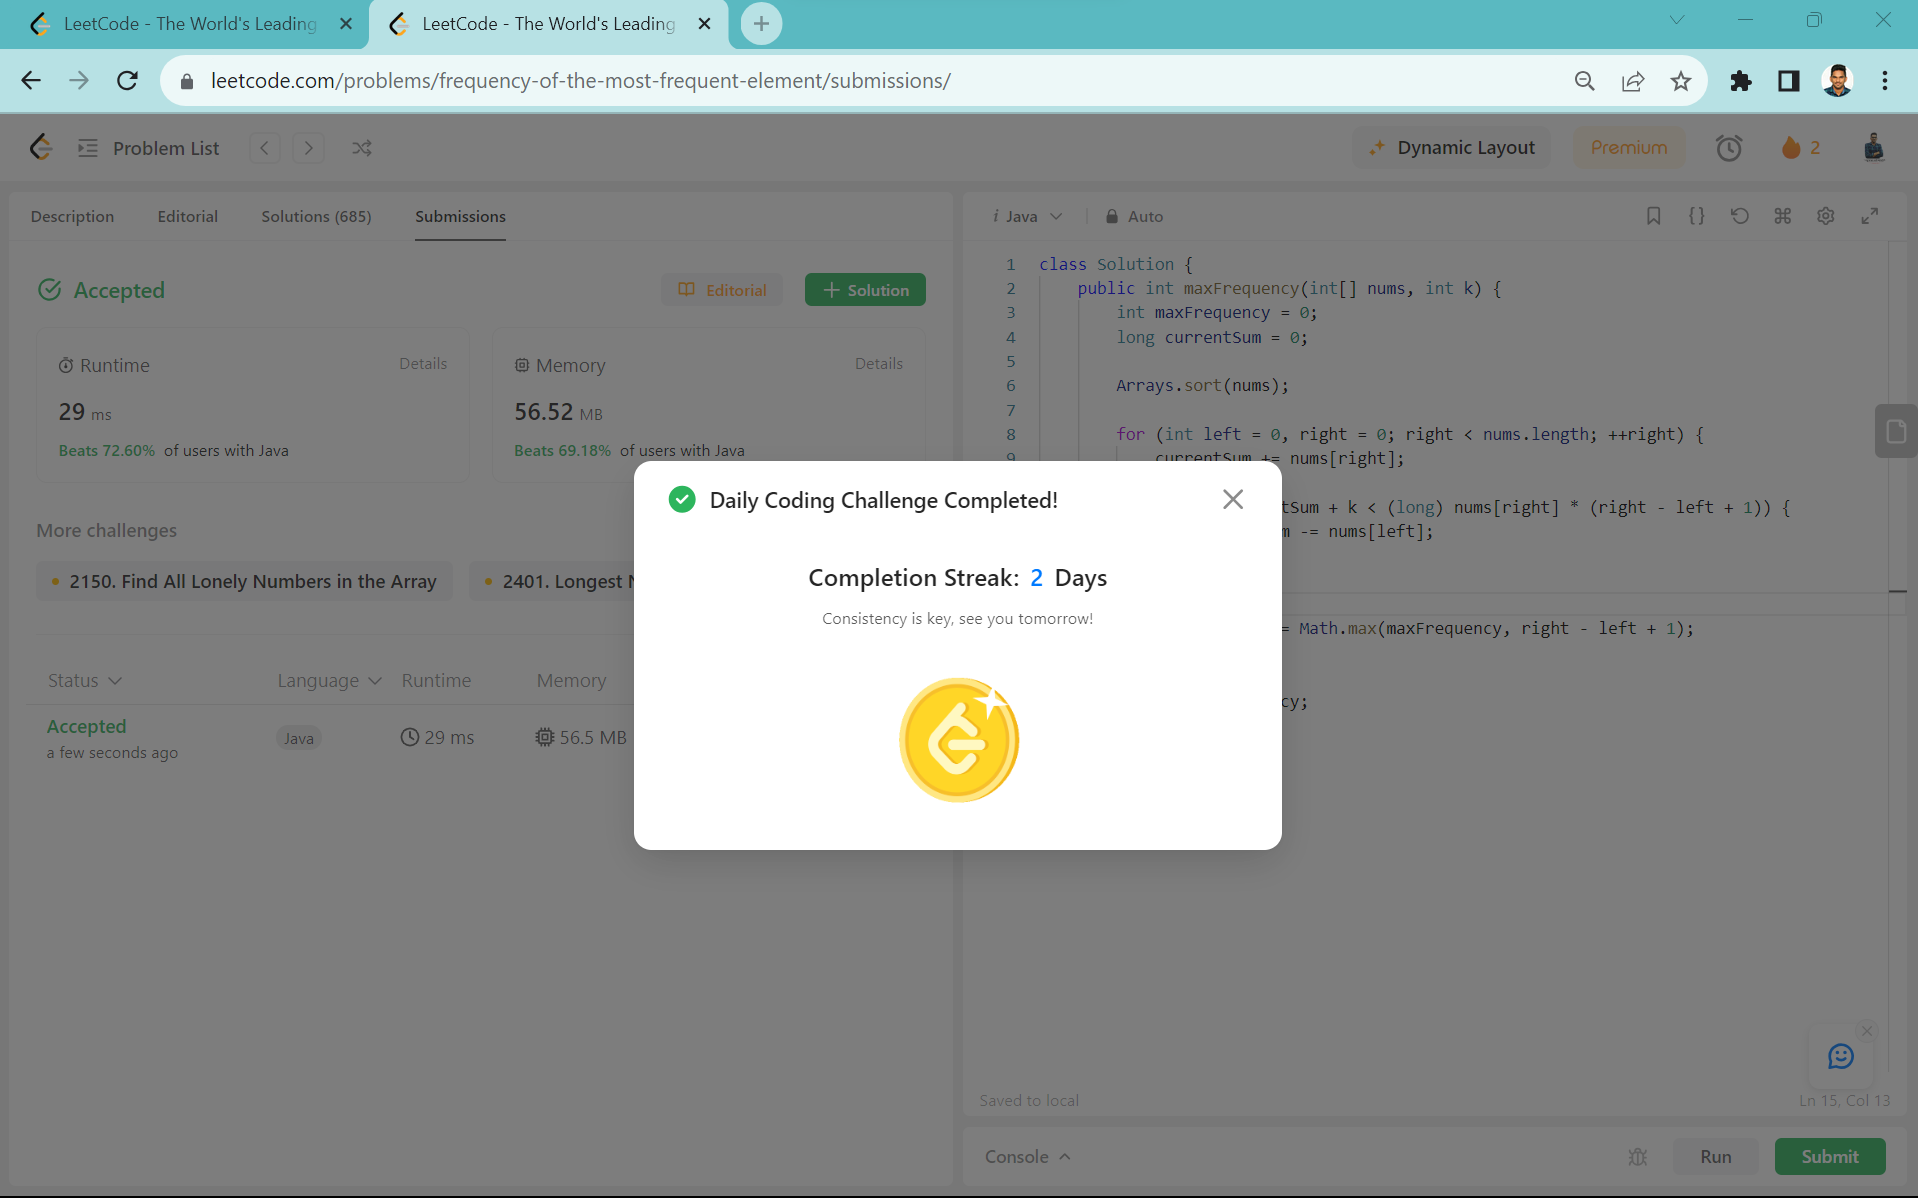 LeetCode - The World's Leading
LeetCode - The World's Leading
leetcode.com/problems/frequency-of-the-most-frequent-element/submissions/
Problem List
Dynamic Layout
Premium
2
Description Editorial Solutions (685) Submissions
Accepted
Editorial
+ Solution
Runtime Details
29 ms
Beats 72.60% of users with Java
Memory Details
56.52 MB
Beats 69.18% of users with Java
More challenges
2150. Find All Lonely Numbers in the Array
2401. Longest
Status Language Runtime Memory
Accepted
a few seconds ago
Java
29 ms
56.5 MB
i Java
Auto
1 class Solution {
2 public int maxFrequency(int[] nums, int k) {
3 int maxFrequency = 0;
4 long currentSum = 0;
5
6 Arrays.sort(nums);
7
8 for (int left = 0, right = 0; right < nums.length; ++right) {
9 currentSum += nums[right];
tSum + k < (long) nums[right] * (right - left + 1)) {
-= nums[left];
= Math.max(maxFrequency, right - left + 1);
cy;
Daily Coding Challenge Completed!
Completion Streak: 2 Days
Consistency is key, see you tomorrow!
Saved to local
Ln 15, Col 13
Console
Run
Submit